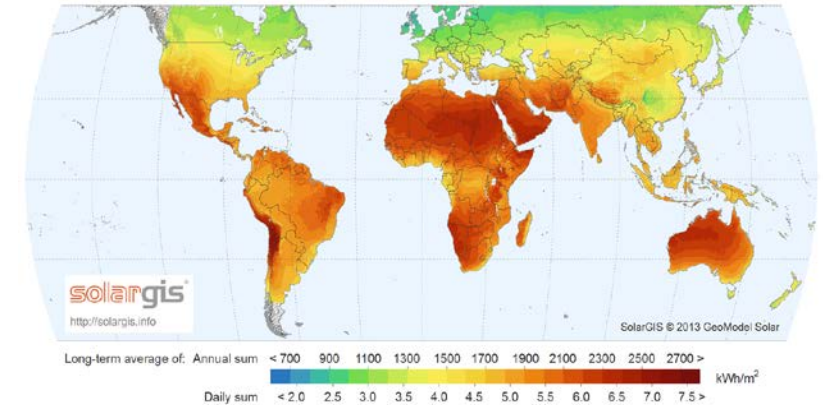 solargis
http://solargis.info
SolarGIS © 2013 GeoModel Solar
Long-term average of: Annual sum < 700 900 1100 1300 1500 1700 1900 2100 2300 2500 2700 >
kWh/m²
Daily sum < 2.0 2.5 3.0 3.5 4.0 4.5 5.0 5.5 6.0 6.5 7.0 7.5 >